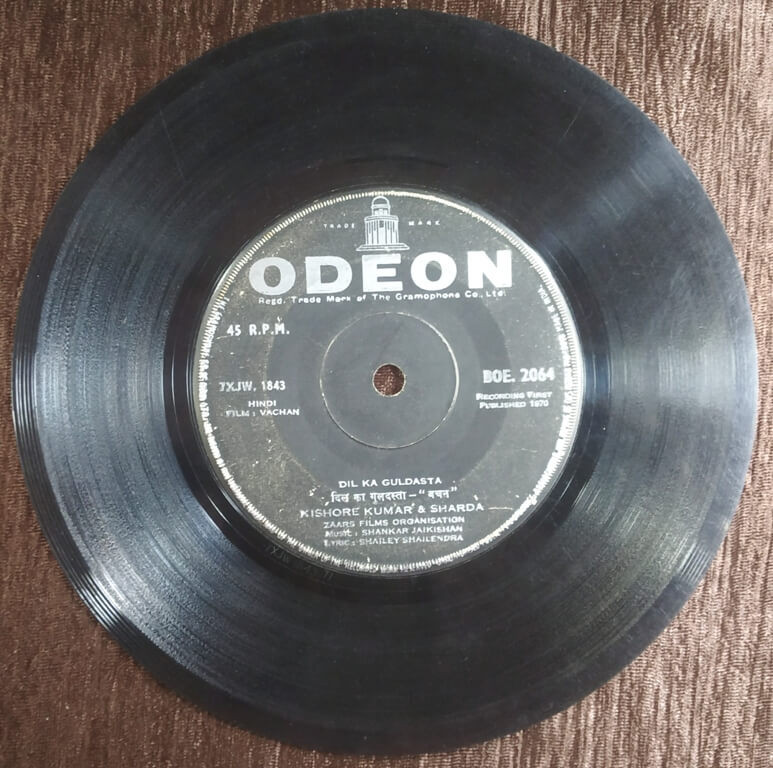 TRADE MARK
ODEON
Regd. Trade Mark of The Gramophone Co., Ltd.
45 R.P.M.
7XJW. 1843
BOE. 2064
HINDI
FILM : VACHAN
RECORDING FIRST
PUBLISHED 1970
DIL KA GULDASTA
दिल का गुलदस्ता - "वचन"
KISHORE KUMAR & SHARDA
ZAARS FILMS ORGANISATION
MUSIC : SHANKAR JAIKISHAN
LYRIC : SHAILEY SHAILENDRA